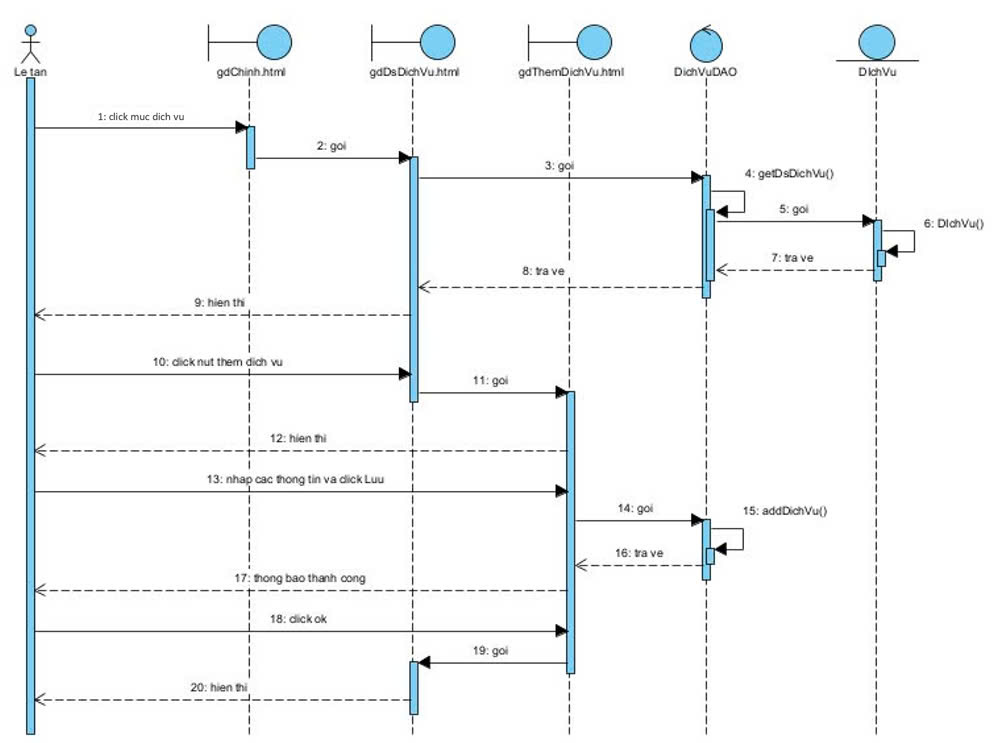 Le tan
gdChinh.html
gdDsDichVu.html
gdThemDichVu.html
DichVuDAO
DIchVu
1: click muc dich vu
2: goi
3: goi
4: getDsDichVu()
5: goi
6: DIchVu()
7: tra ve
8: tra ve
9: hien thi
10: click nut them dich vu
11: goi
12: hien thi
13: nhap cac thong tin va click Luu
14: goi
15: addDichVu()
16: tra ve
17: thong bao thanh cong
18: click ok
19: goi
20: hien thi